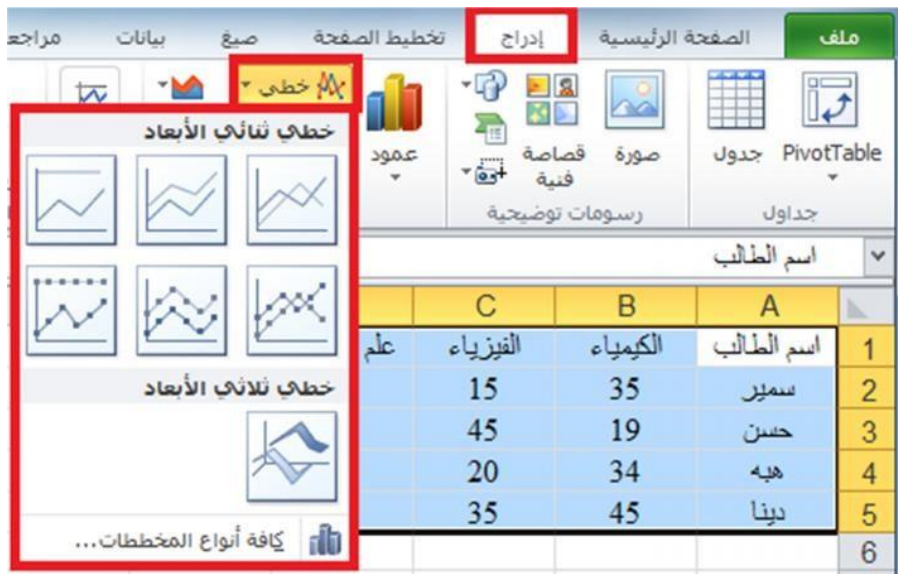 ملف الصفحة الرئيسية إدراج تخطيط الصفحة صيغ بيانات مراجع
PivotTable جدول صورة قصاصة فنية عمود خطي
جداول رسومات توضيحية
خطي ثنائي الأبعاد
خطي ثلاثي الأبعاد
كافة أنواع المخططات...
اسم الطالب
A B C
1 اسم الطالب الكيمياء الفيزياء علم
2 سمير 35 15
3 حسن 19 45
4 هبه 34 20
5 دينا 45 35
6